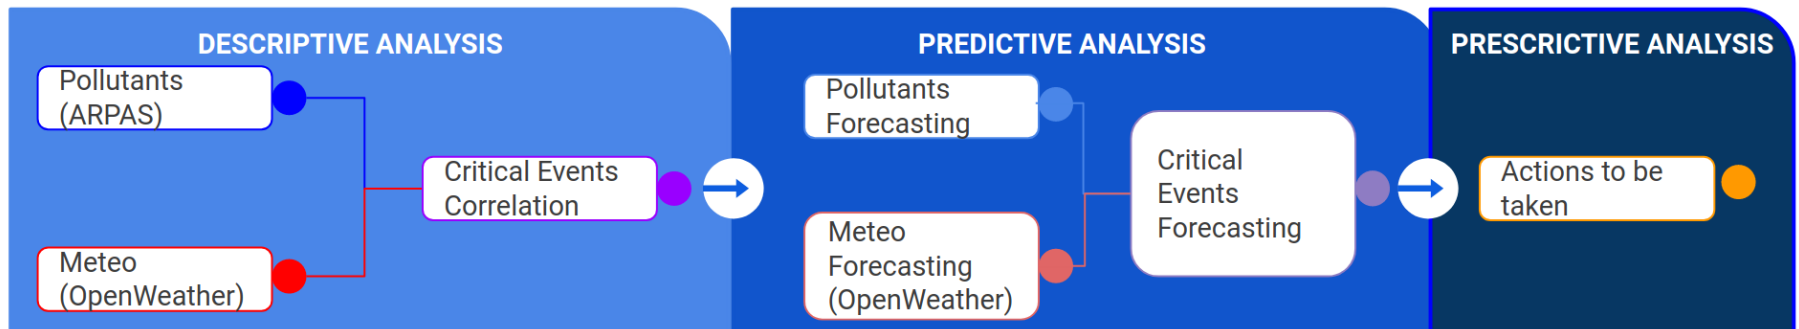 DESCRIPTIVE ANALYSIS
Pollutants
(ARPAS)
Critical Events
Correlation
Meteo
(OpenWeather)
PREDICTIVE ANALYSIS
Pollutants
Forecasting
Meteo
Forecasting
(OpenWeather)
Critical
Events
Forecasting
PRESCRICTIVE ANALYSIS
Actions to be
taken